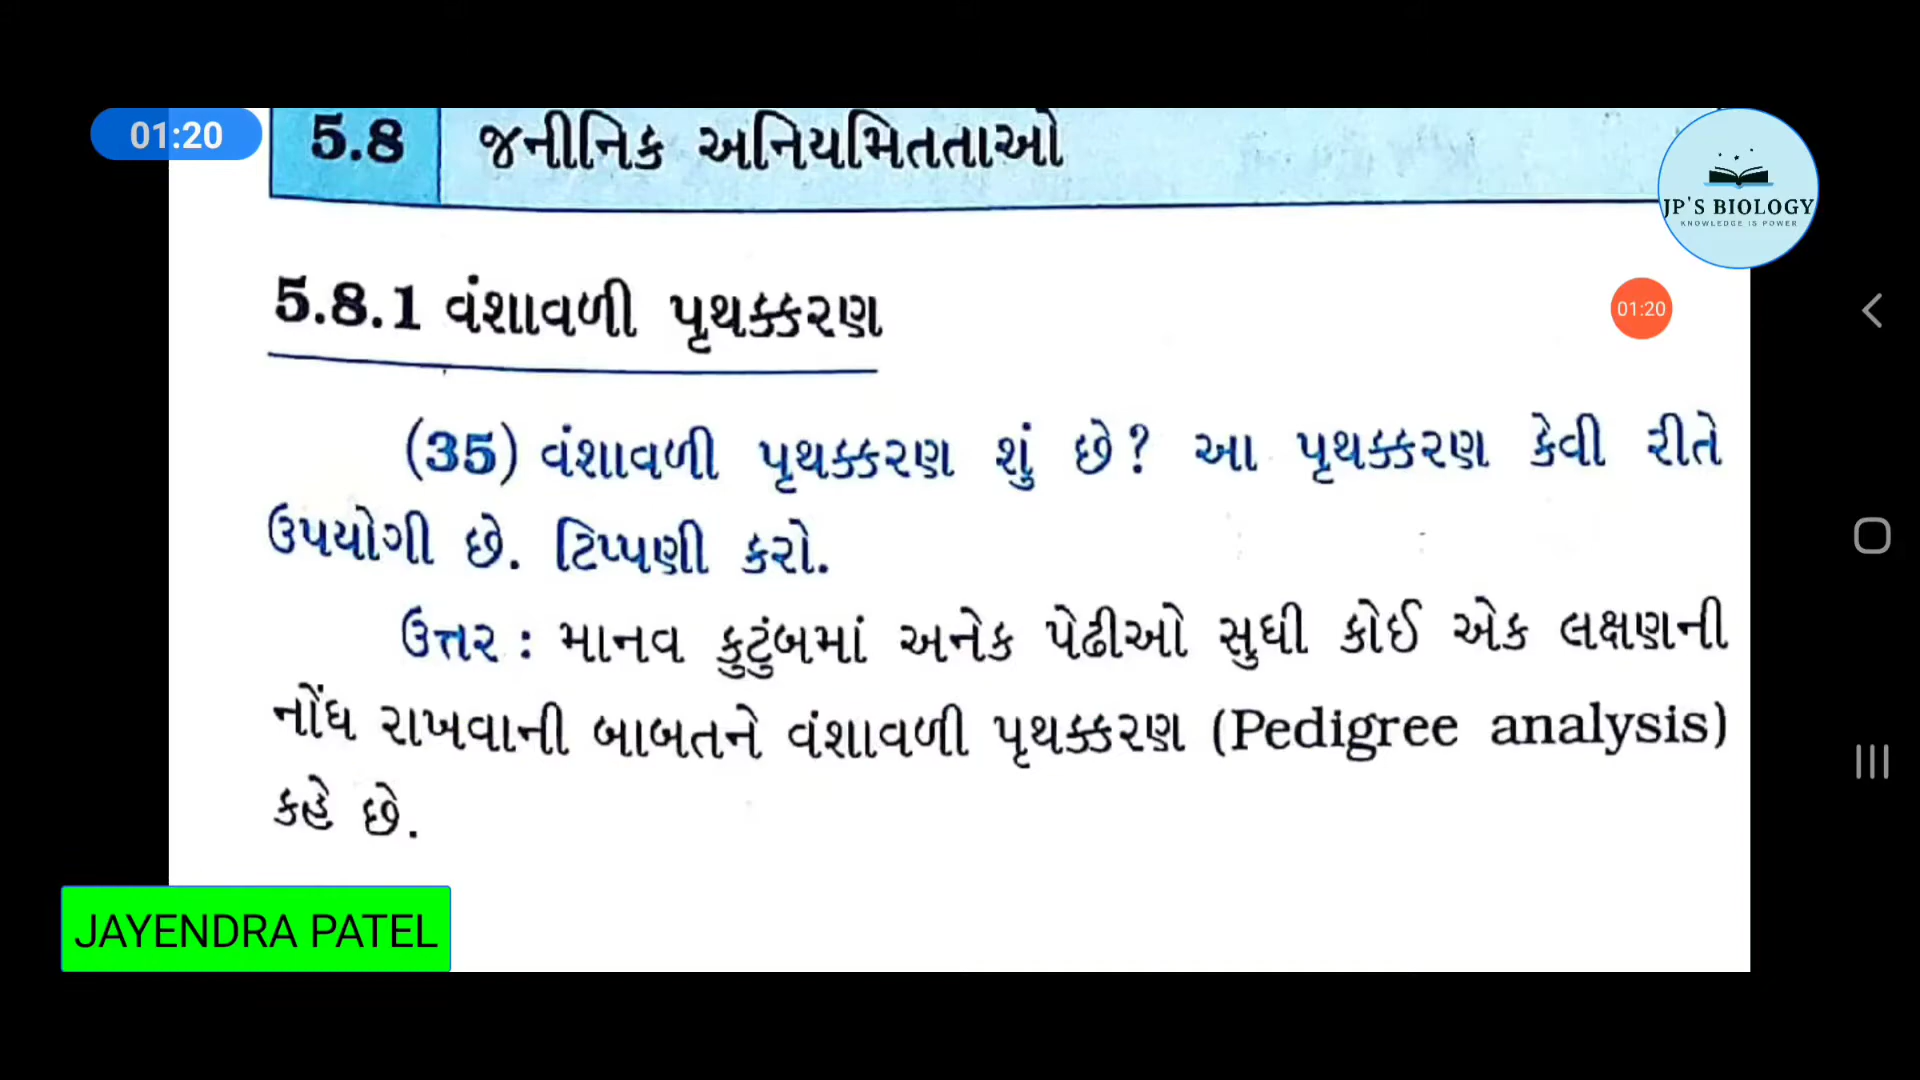 01:20
5.8 જનીનિક અનિયમિતતાઓ
JP'S BIOLOGY
KNOWLEDGE IS POWER
5.8.1 વંશાવળી પૃથક્કરણ
01:20
(35) વંશાવળી પૃથક્કરણ શું છે? આ પૃથક્કરણ કેવી રીતે
ઉપયોગી છે. ટિપ્પણી કરો.
ઉત્તર : માનવ કુટુંબમાં અનેક પેઢીઓ સુધી કોઈ એક લક્ષણની
નોંધ રાખવાની બાબતને વંશાવળી પૃથક્કરણ (Pedigree analysis)
કહે છે.
JAYENDRA PATEL